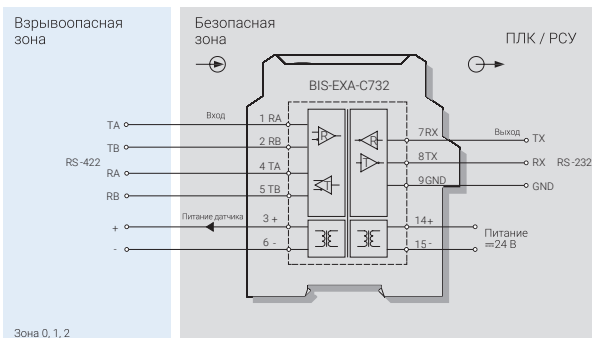 Взрывоопасная
зона
Безопасная
зона
ПЛК / РСУ
BIS-EXA-C732
Вход
1 RA
TA
2 RB
TB
RS-422
4 TA
RA
5 TB
RB
Питание датчика
3 +
+
6 -
-
R
T
R
T
7RX
Выход
TX
8TX
RX
RS-232
9GND
GND
14+
Питание
⎓24 В
15-
Зона 0, 1, 2